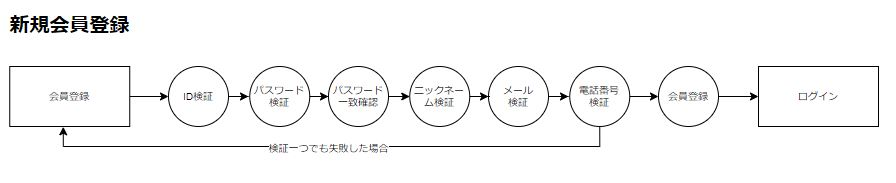 新規会員登録
会員登録
ID検証
パスワード
検証
パスワード
一致確認
ニックネー
ム検証
メール
検証
電話番号
検証
会員登録
ログイン
検証一つでも失敗した場合